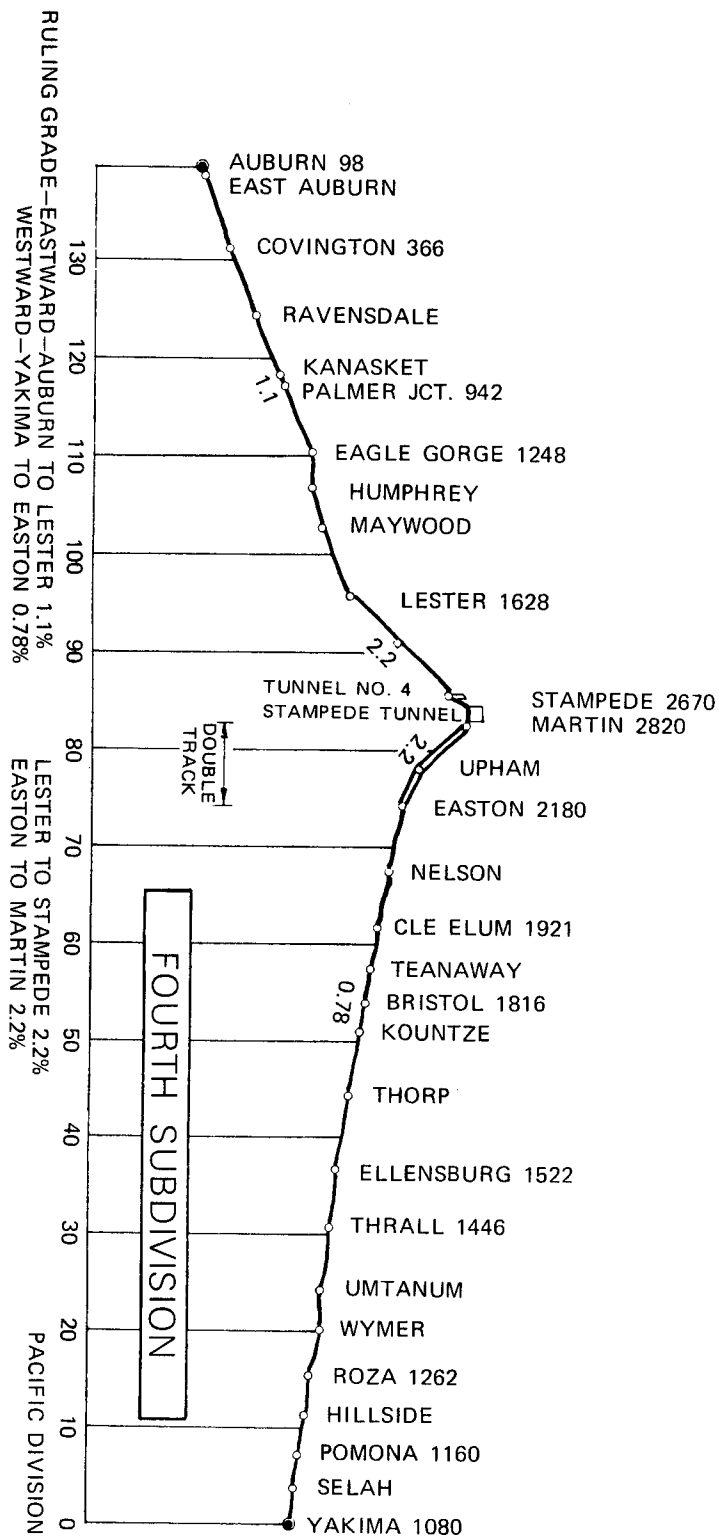 AUBURN 98
EAST AUBURN
COVINGTON 366
RAVENSDALE
KANASKET
PALMER JCT. 942
EAGLE GORGE 1248
HUMPHREY
MAYWOOD
LESTER 1628
TUNNEL NO. 4
STAMPEDE TUNNEL
STAMPEDE 2670
MARTIN 2820
UPHAM
EASTON 2180
NELSON
CLE ELUM 1921
TEANAWAY
BRISTOL 1816
KOUNTZE
THORP
ELLENSBURG 1522
THRALL 1446
UMTANUM
WYMER
ROZA 1262
HILLSIDE
POMONA 1160
SELAH
YAKIMA 1080
1.1
2.2
2.2
0.78
DOUBLE
TRACK
FOURTH SUBDIVISION
130 120 110 100 90 80 70 60 50 40 30 20 10 0
RULING GRADE—EASTWARD—AUBURN TO LESTER 1.1% LESTER TO STAMPEDE 2.2%
WESTWARD—YAKIMA TO EASTON 0.78% EASTON TO MARTIN 2.2%
PACIFIC DIVISION